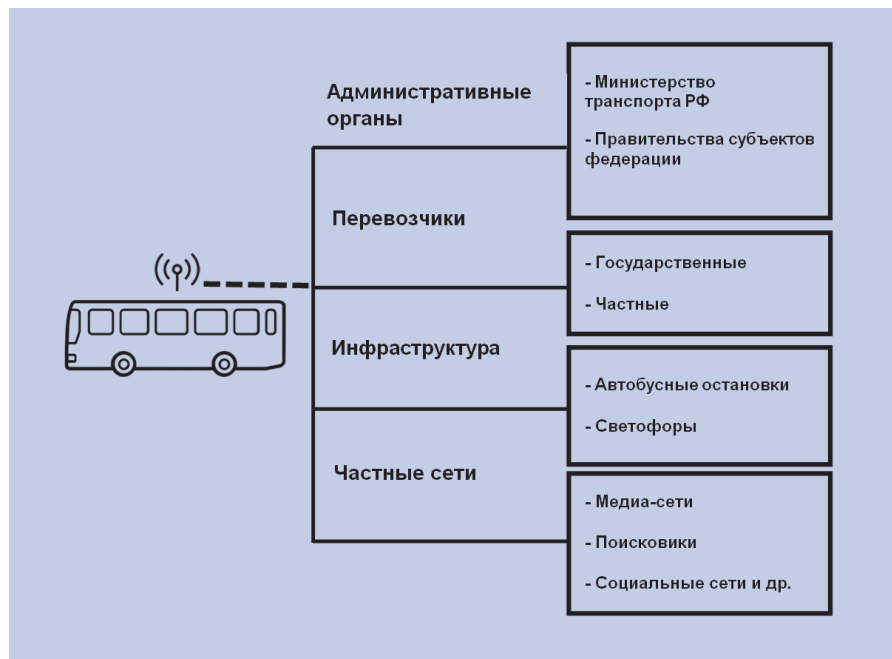 Административные
органы
- Министерство
транспорта РФ
- Правительства субъектов
федерации
Перевозчики
- Государственные
- Частные
Инфраструктура
- Автобусные остановки
- Светофоры
Частные сети
- Медиа-сети
- Поисковики
- Социальные сети и др.